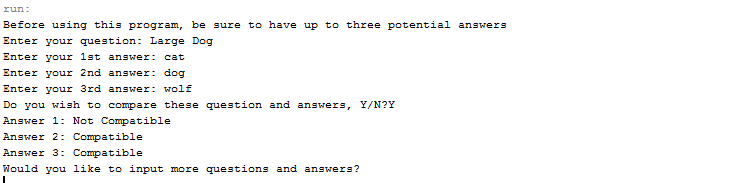 run:
Before using this program, be sure to have up to three potential answers
Enter your question: Large Dog
Enter your 1st answer: cat
Enter your 2nd answer: dog
Enter your 3rd answer: wolf
Do you wish to compare these question and answers, Y/N?Y
Answer 1: Not Compatible
Answer 2: Compatible
Answer 3: Compatible
Would you like to input more questions and answers?